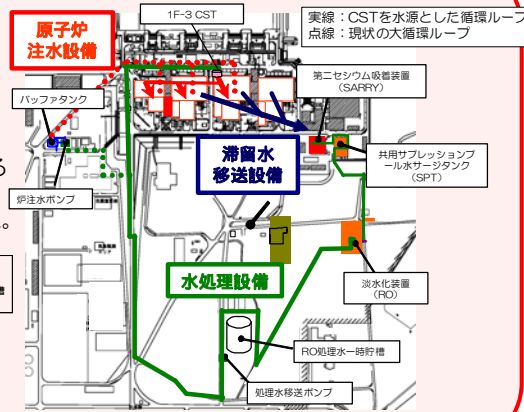 原子炉
注水設備
1F-3 CST
実線:CSTを水源とした循環ループ
点線:現状の大循環ループ
バッファタンク
第二セシウム吸着装置
(SARRY)
る
滞留水
移送設備
共用サプレッションプ
ール水サージタンク
(SPT)
炉注水ポンプ
。
槽
水処理設備
淡水化装置
(RO)
RO処理水一時貯槽
処理水移送ポンプ